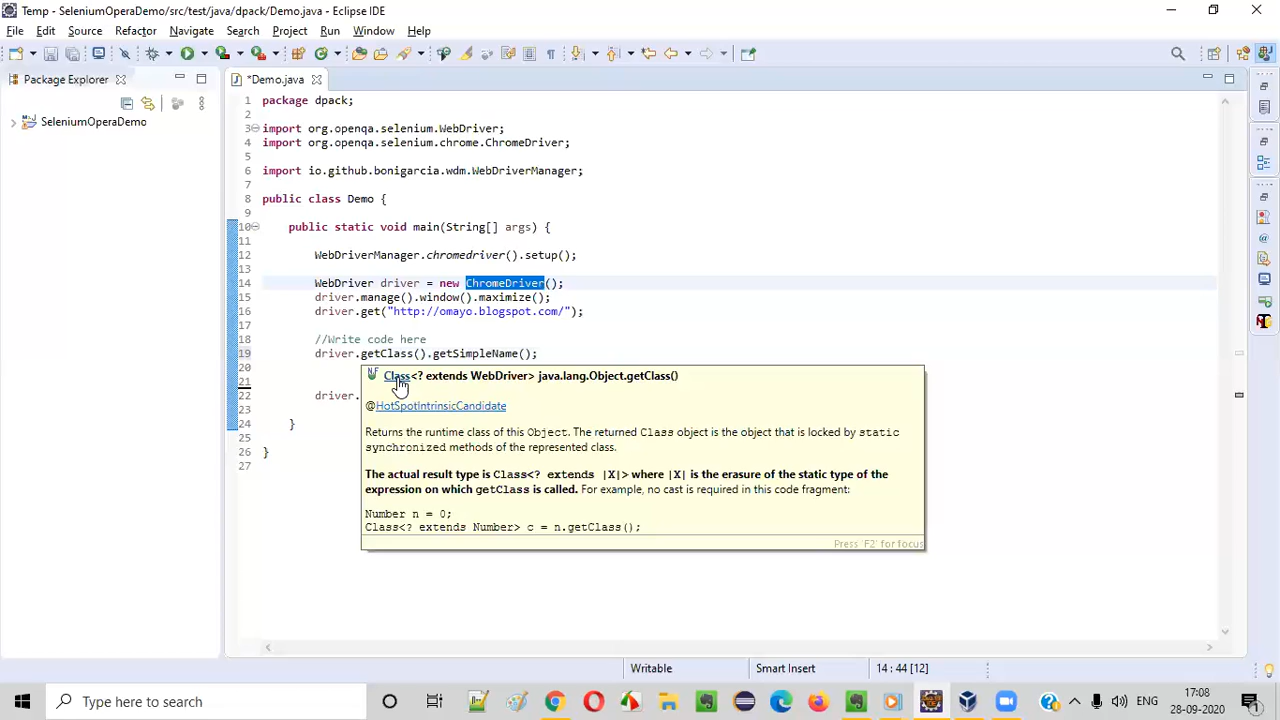 Temp - SeleniumOperaDemo/src/test/java/dpack/Demo.java - Eclipse IDE
File Edit Source Refactor Navigate Search Project Run Window Help
Package Explorer
*Demo.java
SeleniumOperaDemo
1 package dpack;
2
3 import org.openqa.selenium.WebDriver;
4 import org.openqa.selenium.chrome.ChromeDriver;
5
6 import io.github.bonigarcia.wdm.WebDriverManager;
7
8 public class Demo {
9
10 public static void main(String[] args) {
11
12 WebDriverManager.chromedriver().setup();
13
14 WebDriver driver = new ChromeDriver();
15 driver.manage().window().maximize();
16 driver.get("http://omayo.blogspot.com/");
17
18 //Write code here
19 driver.getClass().getSimpleName();
20
21
22 driver.
23
24 }
25
26 }
27
Class<? extends WebDriver> java.lang.Object.getClass()
@HotSpotIntrinsicCandidate
Returns the runtime class of this Object. The returned Class object is the object that is locked by static
synchronized methods of the represented class.
The actual result type is Class<? extends |X|> where |X| is the erasure of the static type of the
expression on which getClass is called. For example, no cast is required in this code fragment:
Number n = 0;
Class<? extends Number> c = n.getClass();
Press 'F2' for focus
Writable
Smart Insert
14 : 44 [12]
Type here to search
ENG
7:08
28-09-2020